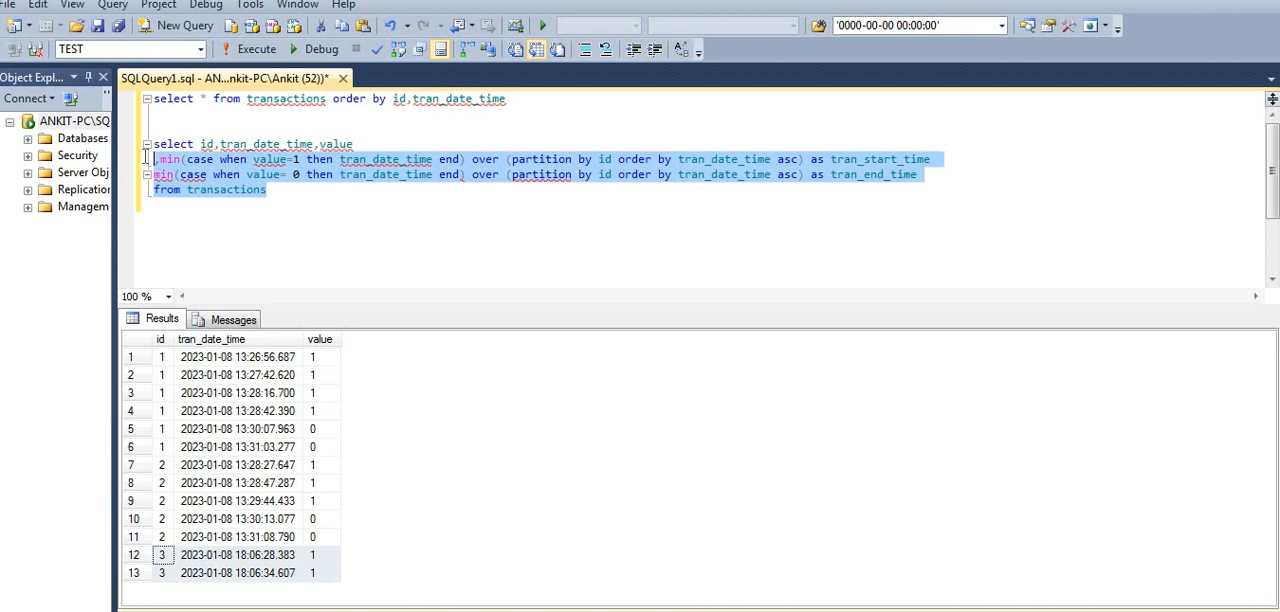 File Edit View Query Project Debug Tools Window Help
New Query '0000-00-00 00:00:00'
TEST Execute Debug
Object Expl...
SQLQuery1.sql - AN...nkit-PC\Ankit (52))*
Connect
ANKIT-PC\SQ
Databases
Security
Server Obj
Replication
Managem
select * from transactions order by id,tran_date_time
select id,tran_date_time,value
,min(case when value=1 then tran_date_time end) over (partition by id order by tran_date_time asc) as tran_start_time
min(case when value= 0 then tran_date_time end) over (partition by id order by tran_date_time asc) as tran_end_time
from transactions
100 %
Results Messages
id tran_date_time value
1 1 2023-01-08 13:26:56.687 1
2 1 2023-01-08 13:27:42.620 1
3 1 2023-01-08 13:28:16.700 1
4 1 2023-01-08 13:28:42.390 1
5 1 2023-01-08 13:30:07.963 0
6 1 2023-01-08 13:31:03.277 0
7 2 2023-01-08 13:28:27.647 1
8 2 2023-01-08 13:28:47.287 1
9 2 2023-01-08 13:29:44.433 1
10 2 2023-01-08 13:30:13.077 0
11 2 2023-01-08 13:31:08.790 0
12 3 2023-01-08 18:06:28.383 1
13 3 2023-01-08 18:06:34.607 1